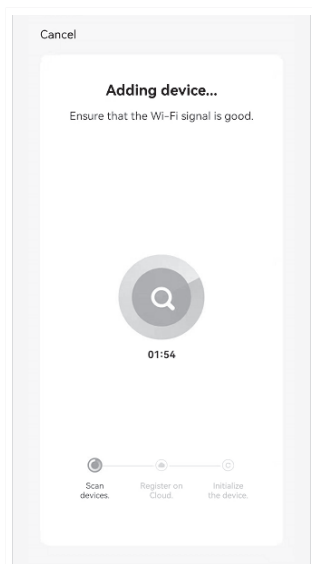 Cancel
Adding device...
Ensure that the Wi-Fi signal is good.
01:54
Scan
devices.
Register on
Cloud.
Initialize
the device.